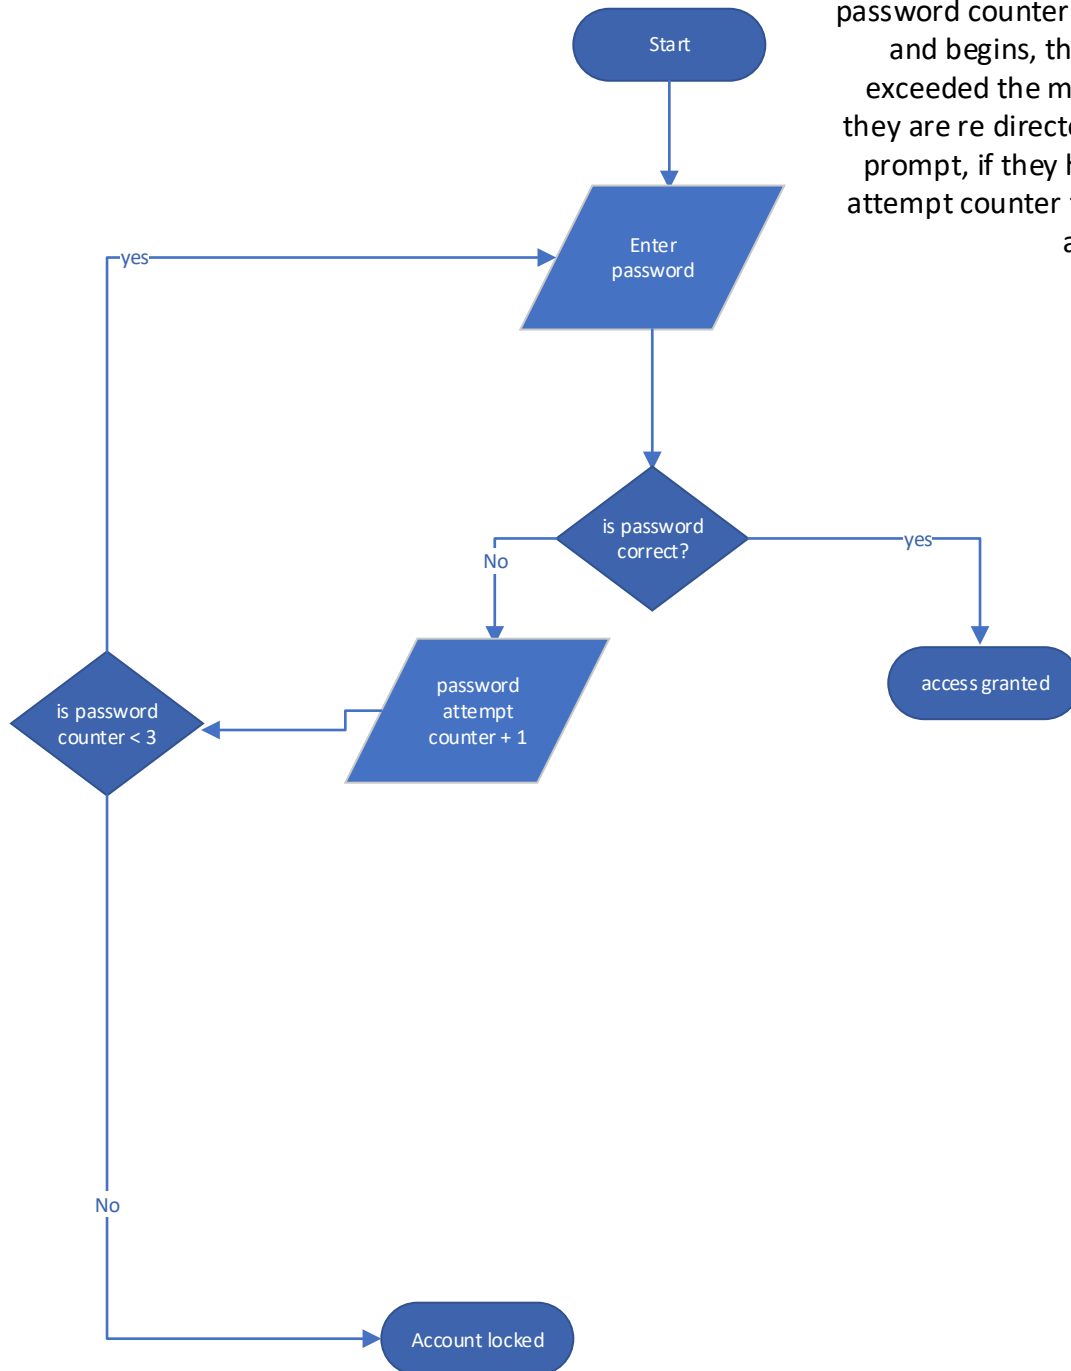 password counter
and begins, th
exceeded the m
they are re direct
prompt, if they
attempt counter
a
Start
Enter
password
yes
is password
correct?
No
yes
password
attempt
counter + 1
access granted
is password
counter < 3
No
Account locked